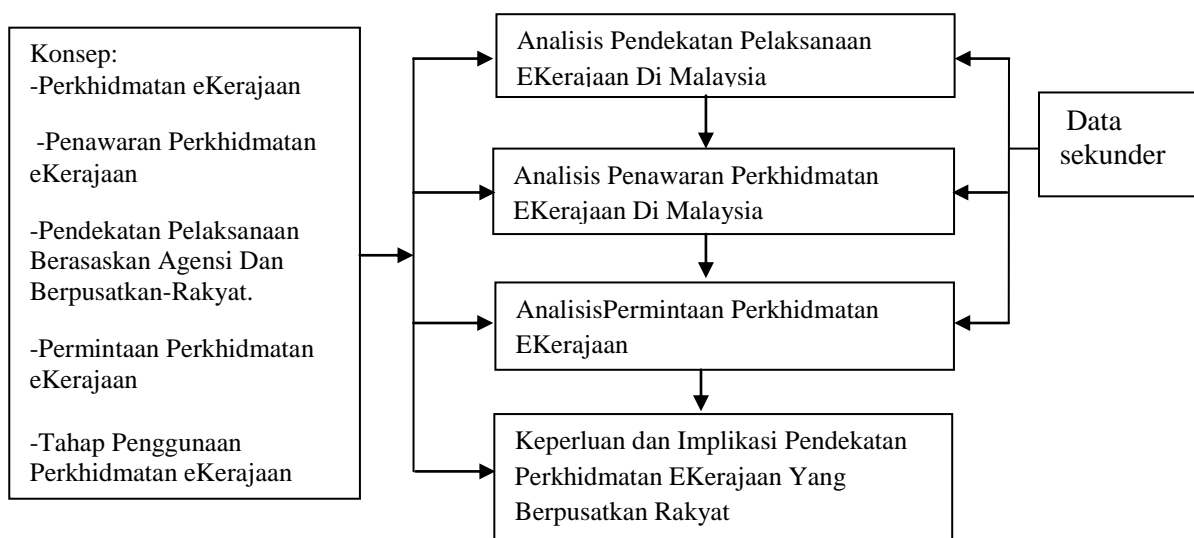 Konsep:
-Perkhidmatan eKerajaan
-Penawaran Perkhidmatan
eKerajaan
-Pendekatan Pelaksanaan
Berasaskan Agensi Dan
Berpusatkan-Rakyat.
-Permintaan Perkhidmatan
eKerajaan
-Tahap Penggunaan
Perkhidmatan eKerajaan
Analisis Pendekatan Pelaksanaan
EKerajaan Di Malaysia
Analisis Penawaran Perkhidmatan
EKerajaan Di Malaysia
AnalisisPermintaan Perkhidmatan
EKerajaan
Keperluan dan Implikasi Pendekatan
Perkhidmatan EKerajaan Yang
Berpusatkan Rakyat
Data
sekunder